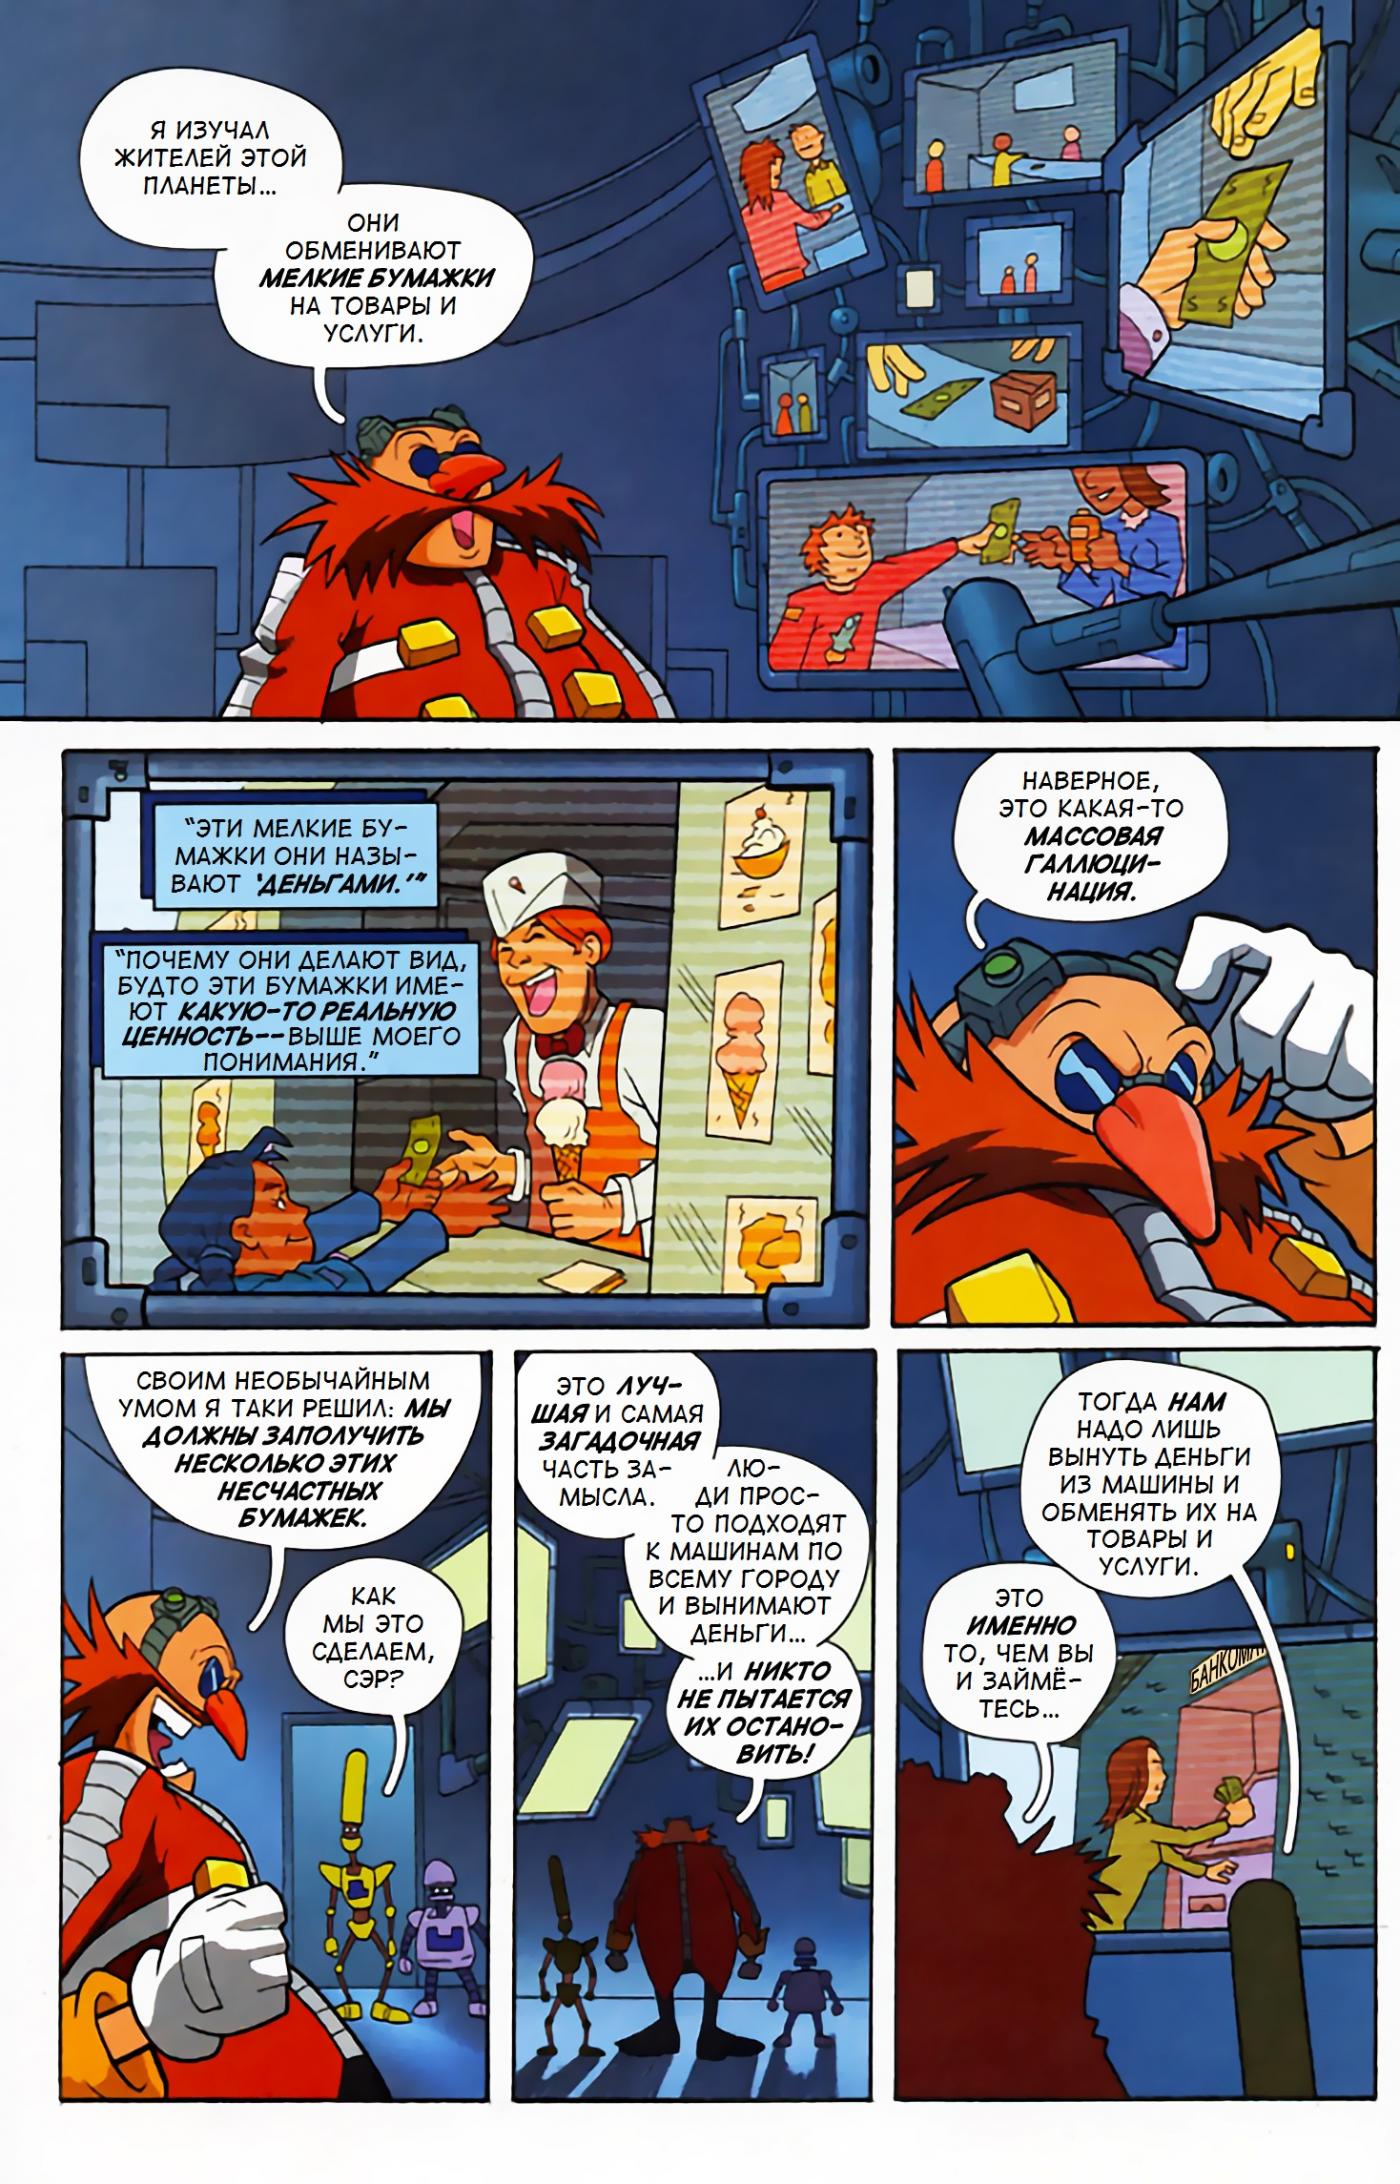 Я ИЗУЧАЛ
ЖИТЕЛЕЙ ЭТОЙ
ПЛАНЕТЫ...
ОНИ
ОБМЕНИВАЮТ
МЕЛКИЕ БУМАЖКИ
НА ТОВАРЫ И
УСЛУГИ.
“ЭТИ МЕЛКИЕ БУ-
МАЖКИ ОНИ НАЗЫ-
ВАЮТ ‘ДЕНЬГАМИ.’”
“ПОЧЕМУ ОНИ ДЕЛАЮТ ВИД,
БУДТО ЭТИ БУМАЖКИ ИМЕ-
ЮТ КАКУЮ-ТО РЕАЛЬНУЮ
ЦЕННОСТЬ--ВЫШЕ МОЕГО
ПОНИМАНИЯ.”
НАВЕРНОЕ,
ЭТО КАКАЯ-ТО
МАССОВАЯ
ГАЛЛЮЦИ-
НАЦИЯ.
СВОИМ НЕОБЫЧАЙНЫМ
УМОМ Я ТАКИ РЕШИЛ: МЫ
ДОЛЖНЫ ЗАПОЛУЧИТЬ
НЕСКОЛЬКО ЭТИХ
НЕСЧАСТНЫХ
БУМАЖЕК.
КАК
МЫ ЭТО
СДЕЛАЕМ,
СЭР?
ЭТО ЛУЧ-
ШАЯ И САМАЯ
ЗАГАДОЧНАЯ
ЧАСТЬ ЗА-
МЫСЛА.
ЛЮ-
ДИ ПРОС-
ТО ПОДХОДЯТ
К МАШИНАМ ПО
ВСЕМУ ГОРОДУ
И ВЫНИМАЮТ
ДЕНЬГИ...
...И НИКТО
НЕ ПЫТАЕТСЯ
ИХ ОСТАНО-
ВИТЬ!
ТОГДА НАМ
НАДО ЛИШЬ
ВЫНУТЬ ДЕНЬГИ
ИЗ МАШИНЫ И
ОБМЕНЯТЬ ИХ НА
ТОВАРЫ И
УСЛУГИ.
ЭТО
ИМЕННО
ТО, ЧЕМ ВЫ
И ЗАЙМЁ-
ТЕСЬ...
БАНКОМА